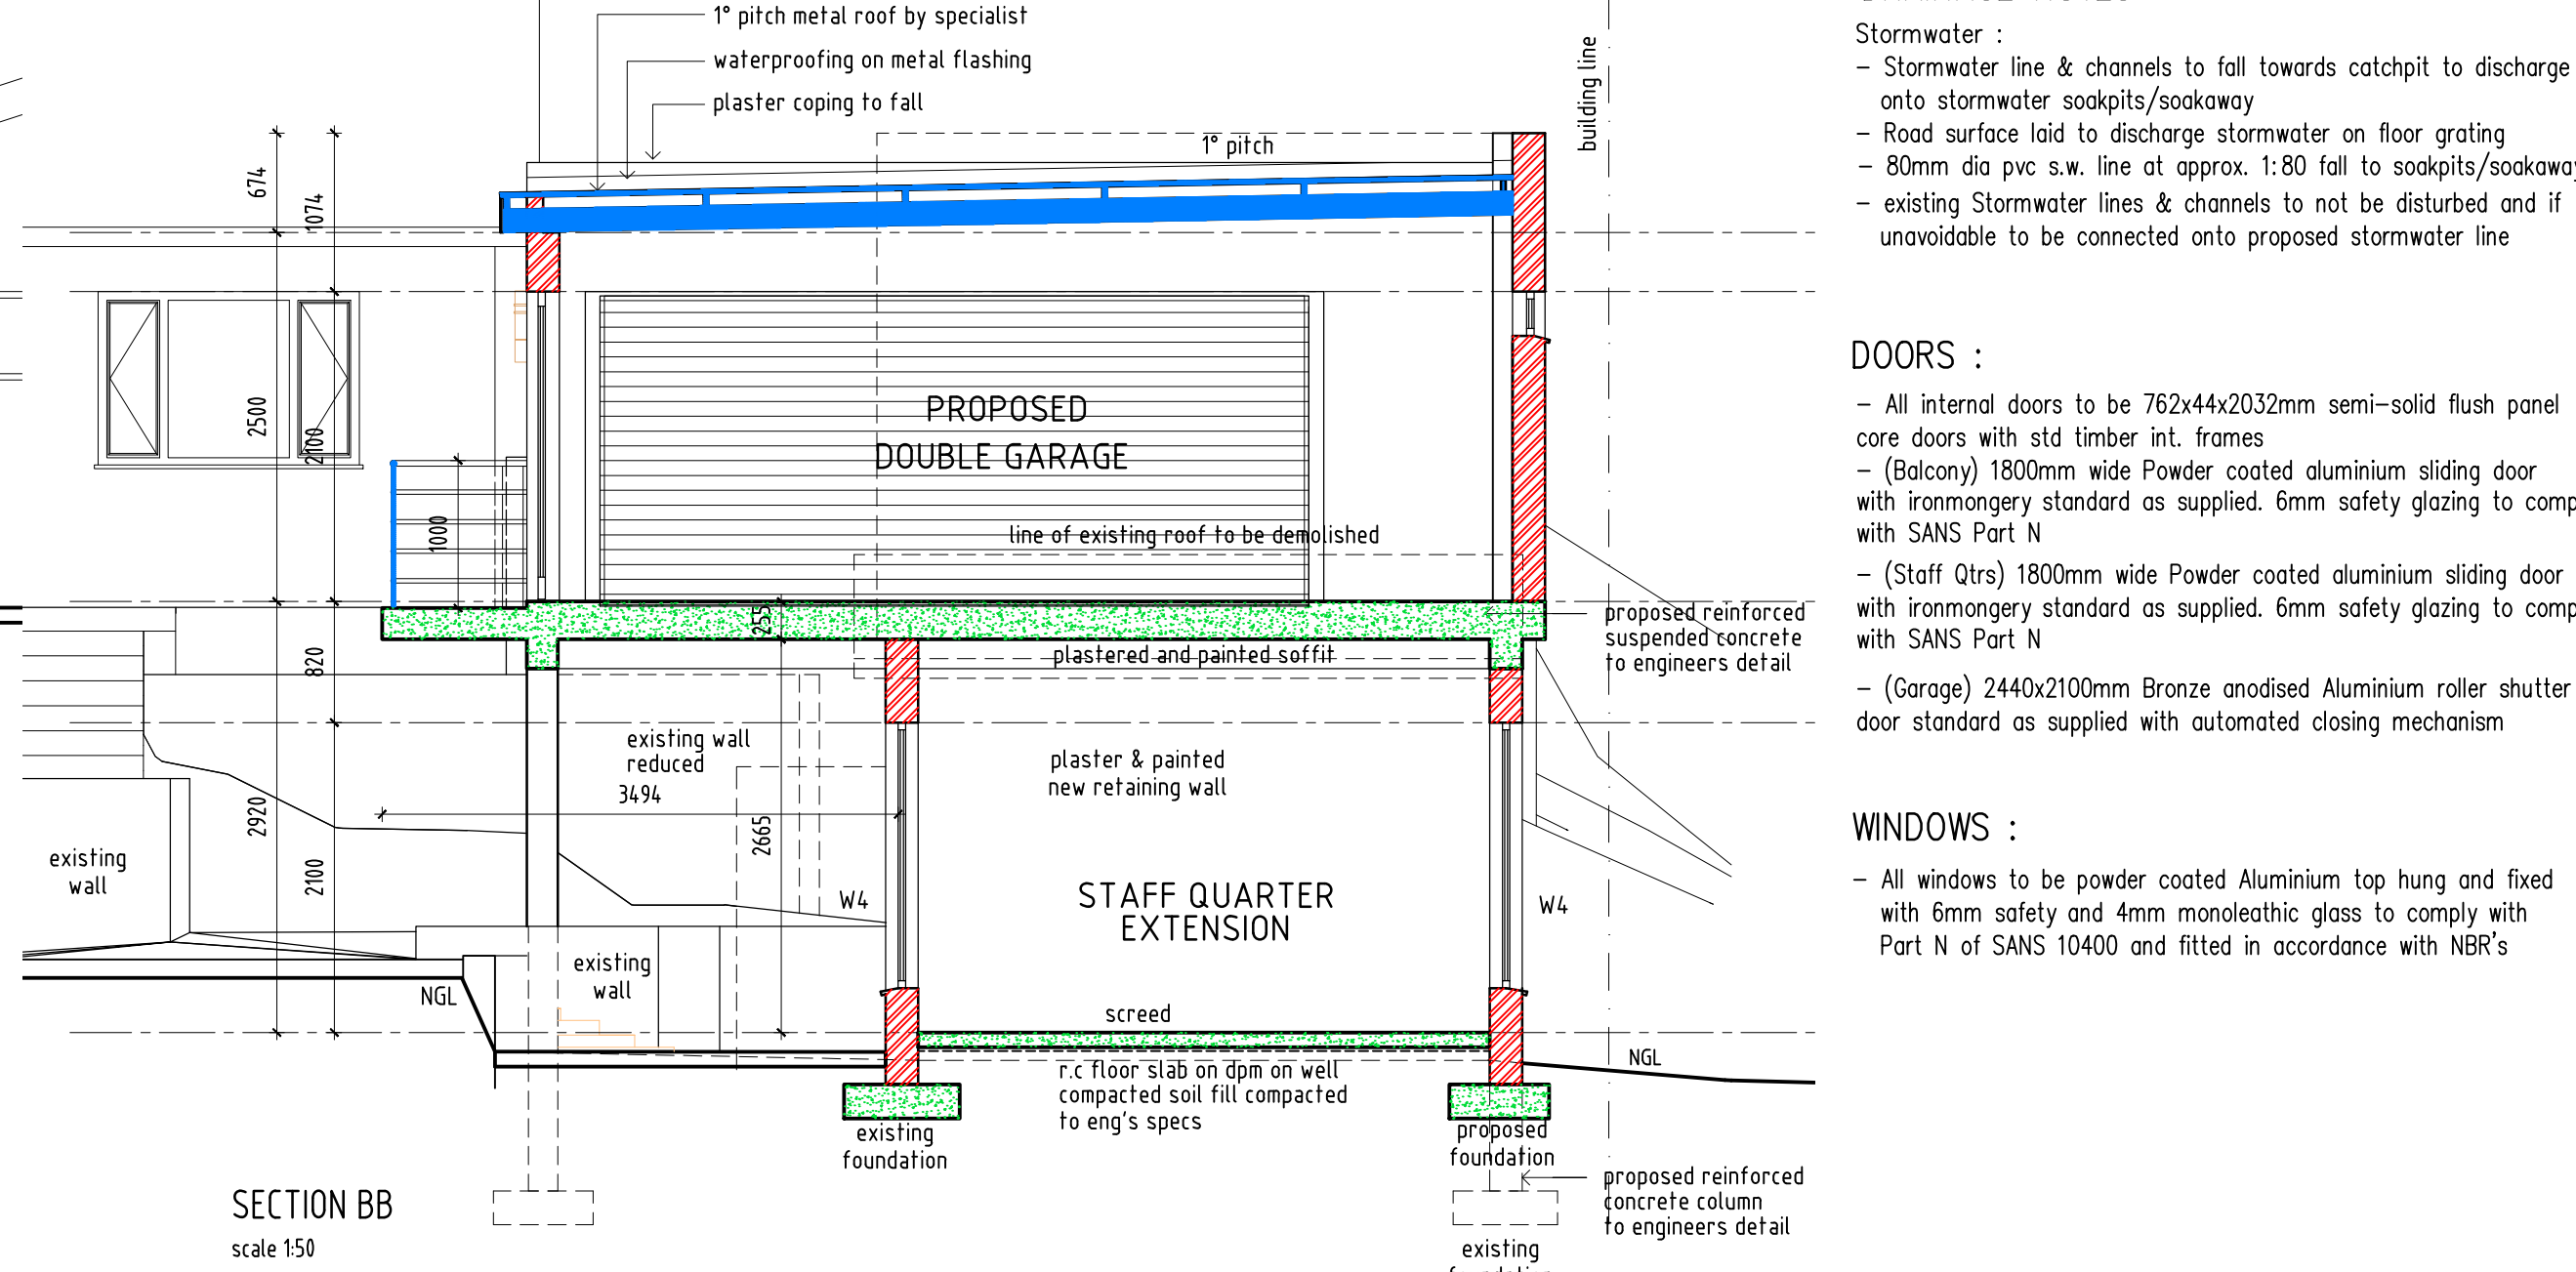 1° pitch metal roof by specialist
waterproofing on metal flashing
plaster coping to fall
1° pitch
building line
674
1074
2500
2100
1000
PROPOSED
DOUBLE GARAGE
line of existing roof to be demolished
255
proposed reinforced
suspended concrete
to engineers detail
plastered and painted soffit
820
existing wall
reduced
3494
plaster & painted
new retaining wall
2920
2100
2665
existing
wall
W4
STAFF QUARTER
EXTENSION
W4
existing
wall
NGL
screed
NGL
r.c floor slab on dpm on well
compacted soil fill compacted
to eng's specs
existing
foundation
proposed
foundation
proposed reinforced
concrete column
to engineers detail
existing
SECTION BB
scale 1:50
Stormwater :
- Stormwater line & channels to fall towards catchpit to discharge
onto stormwater soakpits/soakaway
- Road surface laid to discharge stormwater on floor grating
- 80mm dia pvc s.w. line at approx. 1:80 fall to soakpits/soakaway
- existing Stormwater lines & channels to not be disturbed and if
unavoidable to be connected onto proposed stormwater line
DOORS :
- All internal doors to be 762x44x2032mm semi-solid flush panel
core doors with std timber int. frames
- (Balcony) 1800mm wide Powder coated aluminium sliding door
with ironmongery standard as supplied. 6mm safety glazing to comp
with SANS Part N
- (Staff Qtrs) 1800mm wide Powder coated aluminium sliding door
with ironmongery standard as supplied. 6mm safety glazing to comp
with SANS Part N
- (Garage) 2440x2100mm Bronze anodised Aluminium roller shutter
door standard as supplied with automated closing mechanism
WINDOWS :
- All windows to be powder coated Aluminium top hung and fixed
with 6mm safety and 4mm monoleathic glass to comply with
Part N of SANS 10400 and fitted in accordance with NBR's